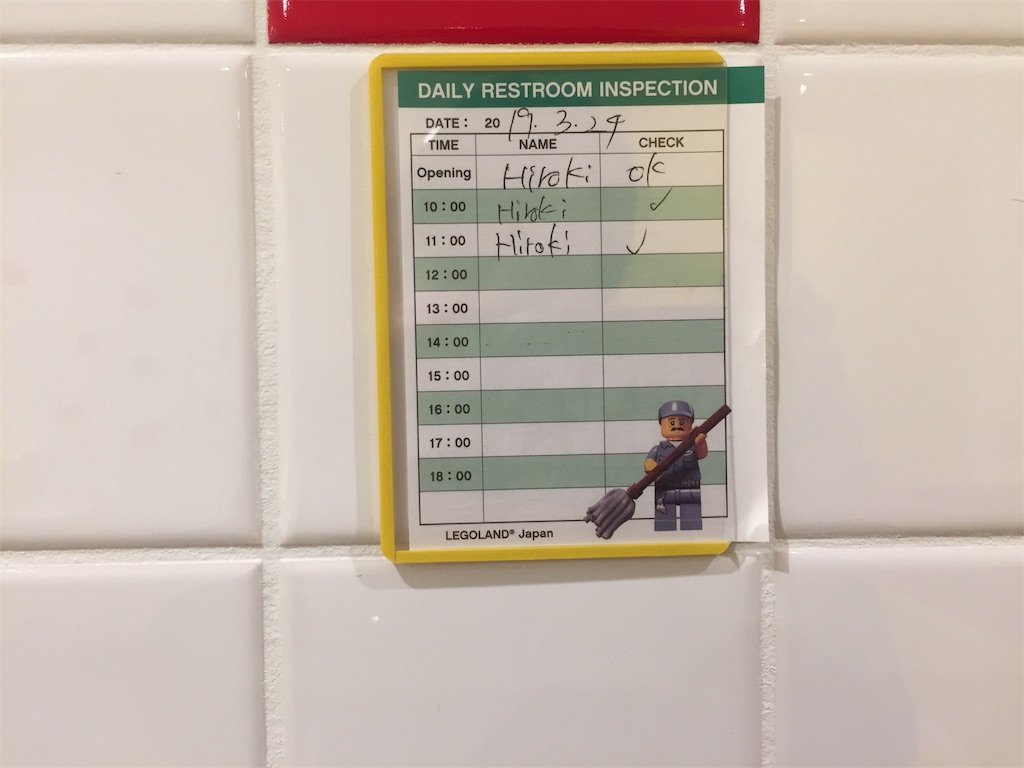 DAILY RESTROOM INSPECTION
DATE : 20 19. 3. 24
TIME NAME CHECK
Opening Hiroki ok
10 : 00 Hiroki ✓
11 : 00 Hiroki ✓
12 : 00
13 : 00
14 : 00
15 : 00
16 : 00
17 : 00
18 : 00
LEGOLAND® Japan